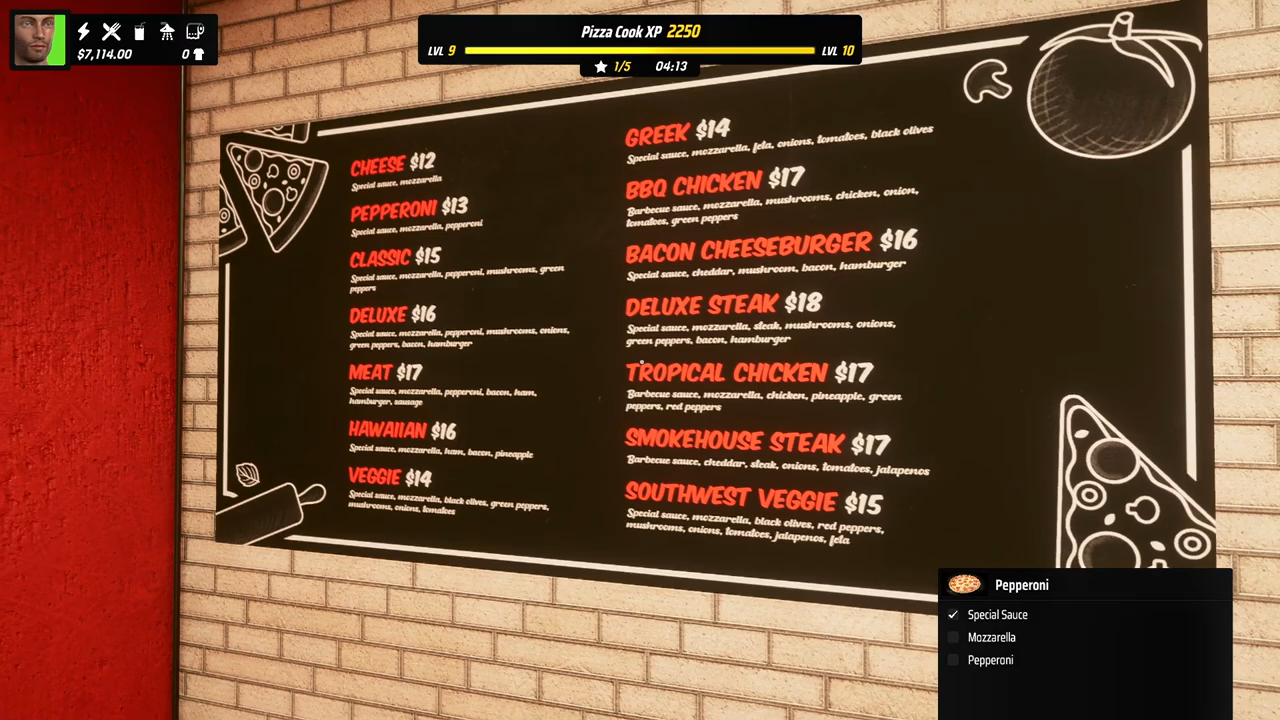 $7,114.00
0
Pizza Cook XP 2250
LVL 9
LVL 10
1/5 04:13
CHEESE $12
Special sauce, mozzarella
PEPPERONI $13
Special sauce, mozzarella, pepperoni
CLASSIC $15
Special sauce, mozzarella, pepperoni, mushrooms, green
peppers
DELUXE $16
Special sauce, mozzarella, pepperoni, mushrooms, onions,
green peppers, bacon, hamburger
MEAT $17
Special sauce, mozzarella, pepperoni, bacon, ham,
hamburger, sausage
HAWAIIAN $16
Special sauce, mozzarella, ham, bacon, pineapple
VEGGIE $14
Special sauce, mozzarella, black olives, green peppers,
mushrooms, onions, tomatoes
GREEK $14
Special sauce, mozzarella, feta, onions, tomatoes, black olives
BBQ CHICKEN $17
Barbecue sauce, mozzarella, mushrooms, chicken, onion,
tomatoes, green peppers
BACON CHEESEBURGER $16
Special sauce, cheddar, mushroom, bacon, hamburger
DELUXE STEAK $18
Special sauce, mozzarella, steak, mushrooms, onions,
green peppers, bacon, hamburger
TROPICAL CHICKEN $17
Barbecue sauce, mozzarella, chicken, pineapple, green
peppers, red peppers
SMOKEHOUSE STEAK $17
Barbecue sauce, cheddar, steak, onions, tomatoes, jalapenos
SOUTHWEST VEGGIE $15
Special sauce, mozzarella, black olives, red peppers,
mushrooms, onions, tomatoes, jalapenos, feta
Pepperoni
Special Sauce
Mozzarella
Pepperoni